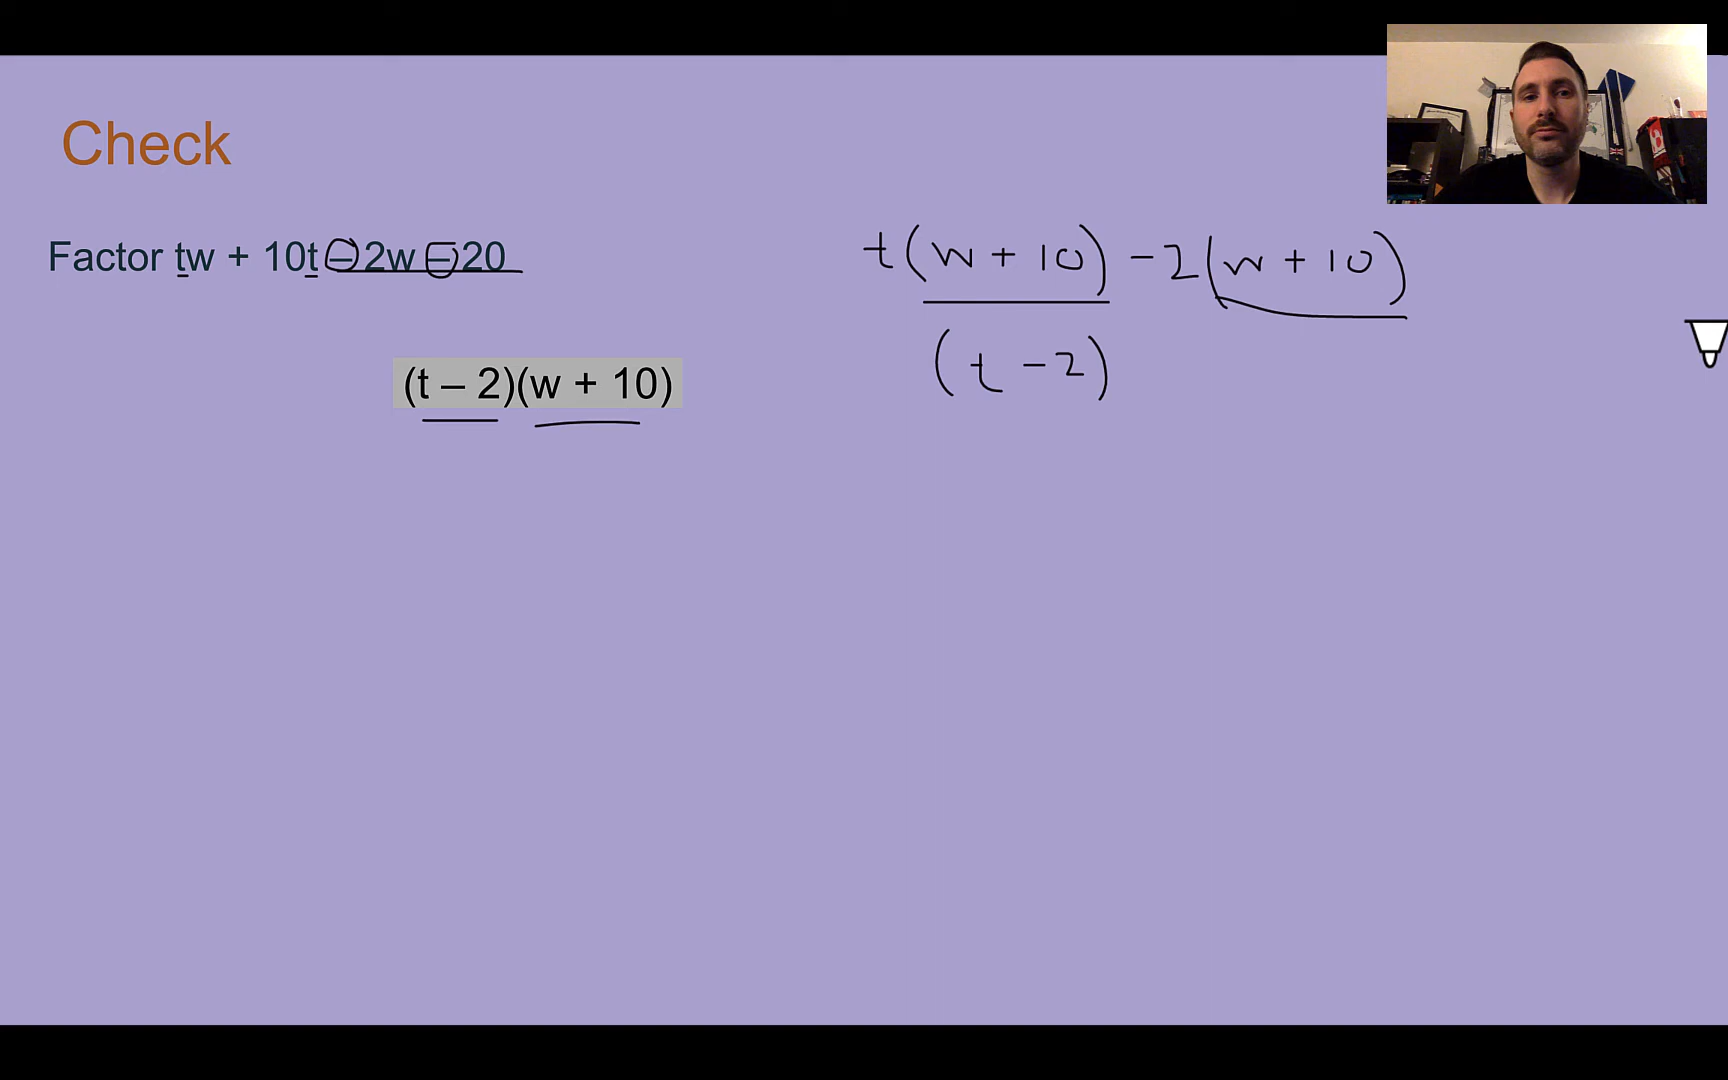 Check
Factor tw + 10t – 2w – 20
t(w + 10) - 2(w + 10)
(t – 2)(w + 10)
(t - 2)